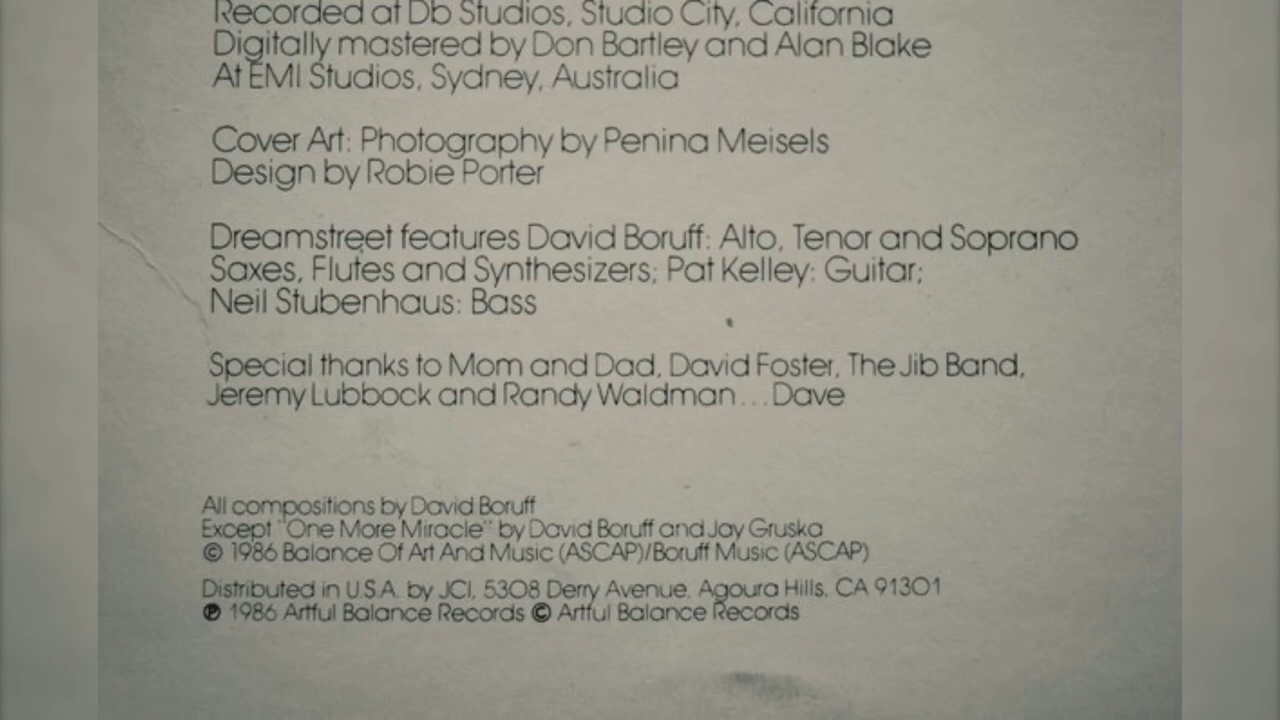 Recorded at Db Studios, Studio City, California
Digitally mastered by Don Bartley and Alan Blake
At EMI Studios, Sydney, Australia
Cover Art: Photography by Penina Meisels
Design by Robie Porter
Dreamstreet features David Boruff: Alto, Tenor and Soprano
Saxes, Flutes and Synthesizers; Pat Kelley: Guitar;
Neil Stubenhaus: Bass
Special thanks to Mom and Dad, David Foster, The Jib Band,
Jeremy Lubbock and Randy Waldman...Dave
All compositions by David Boruff
Except "One More Miracle" by David Boruff and Jay Gruska
© 1986 Balance Of Art And Music (ASCAP)/Boruff Music (ASCAP)
Distributed in U.S.A. by JCI, 5308 Derry Avenue, Agoura Hills, CA 91301
℗ 1986 Artful Balance Records © Artful Balance Records